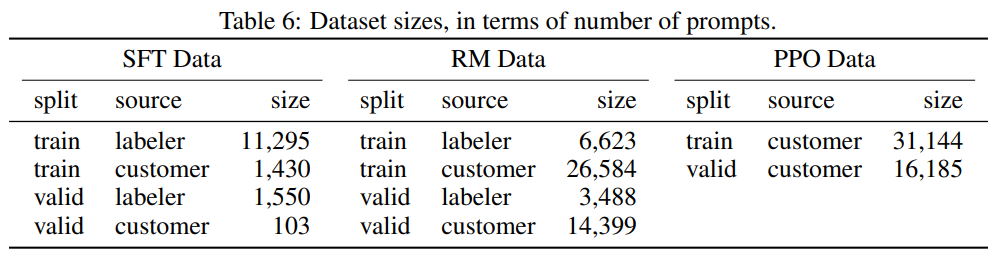 Table 6: Dataset sizes, in terms of number of prompts.
SFT Data RM Data PPO Data
split source size split source size split source size
train labeler 11,295 train labeler 6,623 train customer 31,144
train customer 1,430 train customer 26,584 valid customer 16,185
valid labeler 1,550 valid labeler 3,488
valid customer 103 valid customer 14,399